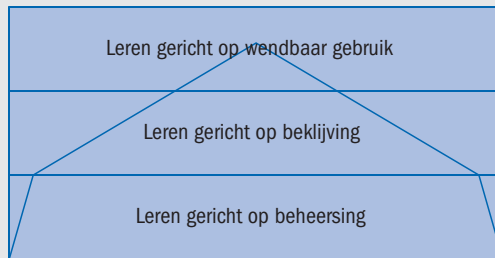 Leren gericht op wendbaar gebruik
Leren gericht op beklijving
Leren gericht op beheersing